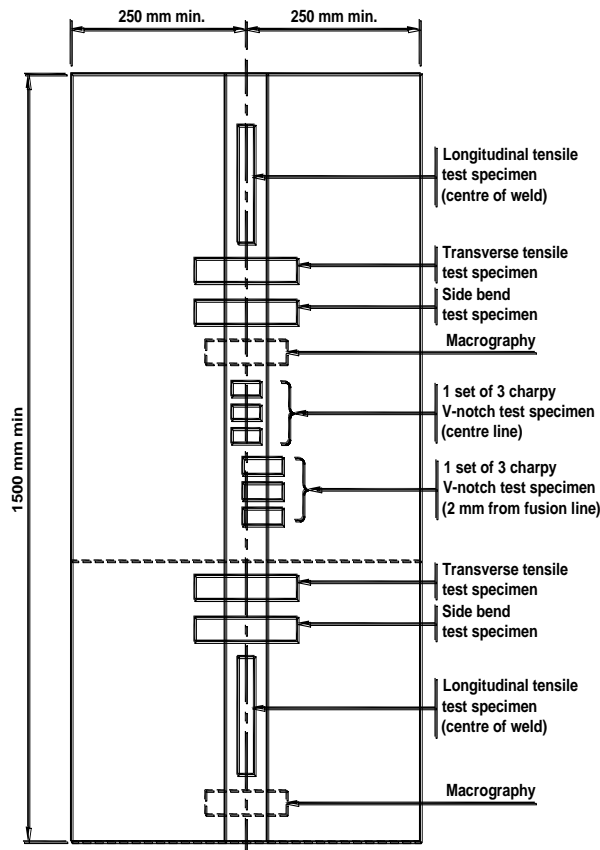 250 mm min.
250 mm min.
1500 mm min
Longitudinal tensile
test specimen
(centre of weld)
Transverse tensile
test specimen
Side bend
test specimen
Macrography
1 set of 3 charpy
V-notch test specimen
(centre line)
1 set of 3 charpy
V-notch test specimen
(2 mm from fusion line)
Transverse tensile
test specimen
Side bend
test specimen
Longitudinal tensile
test specimen
(centre of weld)
Macrography